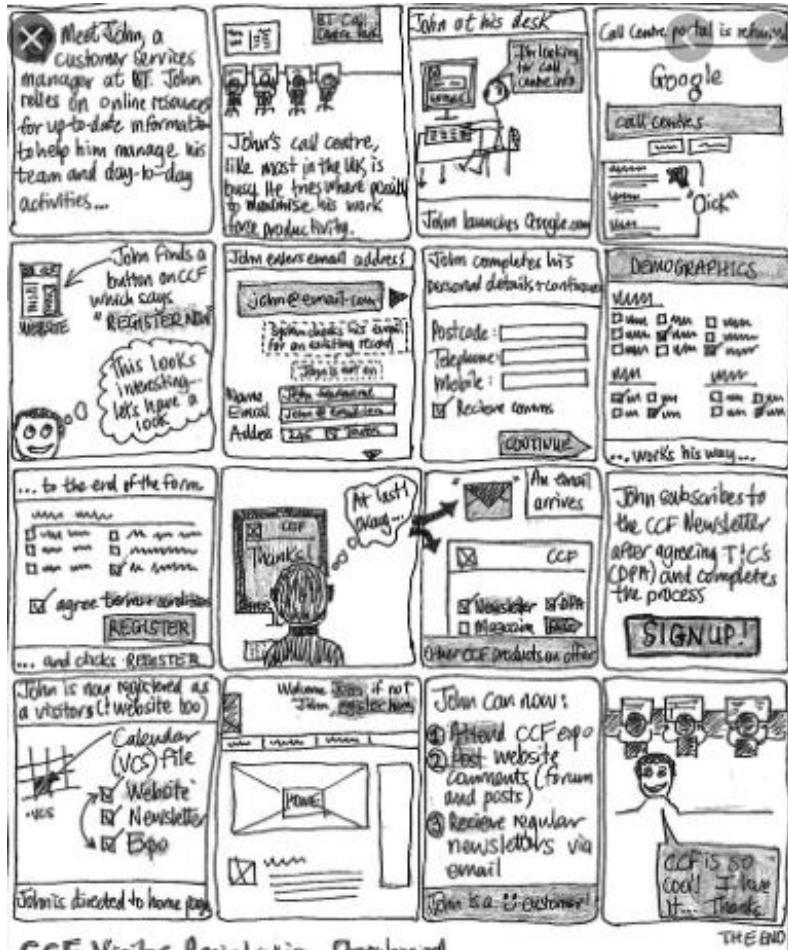 Meet John, a
customer services
manager at BT. John
relies on online resources
for up-to-date information
to help him manage his
team and day-to-day
activities...
BT Call
John's call centre,
like most in the UK, is
busy. He tries where possible
to maximise his work
force productivity.
John at his desk
I'm looking
for call
centre info
John launches Google.com
Call Centre portal is
Google
call centres
"Click"
John finds a
button on CCF
which says
"REGISTER NOW"
WEBSITE
This looks
interesting...
let's have a
look
John enters email address
john@email.com
System checks his email
for an existing record
John is not on
Name
Email John@email.com
Address
John completes his
personal details + continues
Postcode:
Telephone:
Mobile:
Recieve comms
CONTINUE
DEMOGRAPHICS
... works his way ...
... to the end of the form
agree terms + conditions
REGISTER
... and clicks REGISTER
At last!
okay...
CCF
Thanks!
An email
arrives
CCF
Newsletter DPA
Magazine
Other CCF products on offer
John subscribes to
the CCF Newsletter
after agreeing T&C's
(DPA) and completes
the process
SIGN UP!
John is now registered as
a visitors (+ website too)
Calendar
(VCS) file
.VCS
Website
Newsletter
Expo
John is directed to home page
Welcome John if not
John, register here
HOME
John can now:
1 Attend CCF expo
2 Post website
comments (forum
and posts)
3 Recieve regular
newsletters via
email
John is a customer!
CCF is so
cool! I love
it... Thanks
THE END